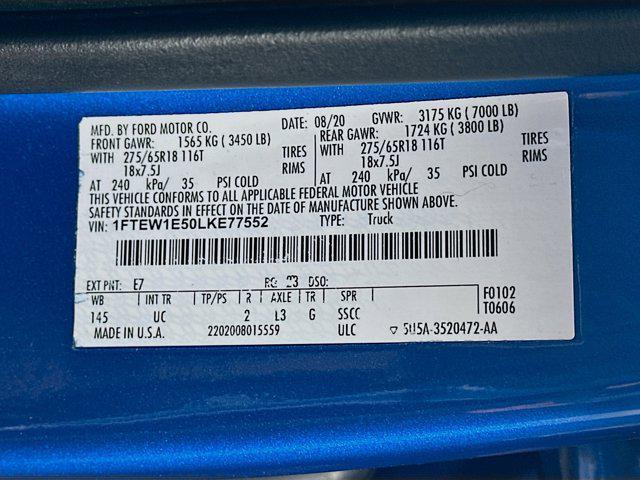 MFD. BY FORD MOTOR CO. DATE: 08/20 GVWR: 3175 KG (7000 LB)
FRONT GAWR: 1565 KG (3450 LB) REAR GAWR: 1724 KG (3800 LB)
WITH 275/65R18 116T TIRES WITH 275/65R18 116T TIRES
18x7.5J RIMS 18x7.5J RIMS
AT 240 kPa/ 35 PSI COLD AT 240 kPa/ 35 PSI COLD
THIS VEHICLE CONFORMS TO ALL APPLICABLE FEDERAL MOTOR VEHICLE
SAFETY STANDARDS IN EFFECT ON THE DATE OF MANUFACTURE SHOWN ABOVE.
VIN: 1FTEW1E50LKE77552 TYPE: Truck
EXT PNT: E7 RC: 23 DSO:
WB INT TR TP/PS R AXLE TR SPR F0102
145 UC 2 L3 G SSCC T0606
MADE IN U.S.A. 2202008015559 ULC ▽ 5U5A-3520472-AA